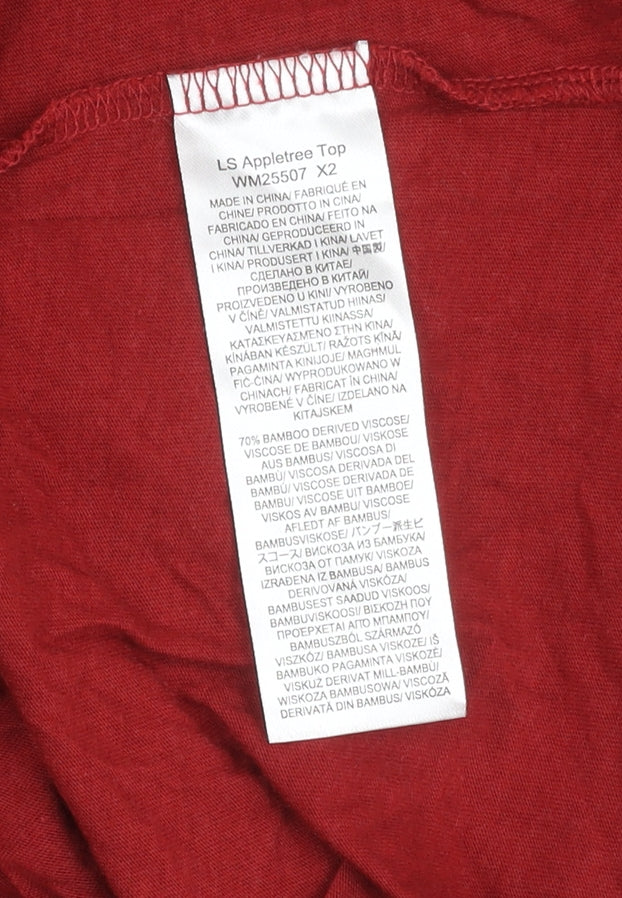 LS Appletree Top
WM25507 X2
MADE IN CHINA/ FABRIQUÉ EN
CHINE/ PRODOTTO IN CINA/
FABRICADO EN CHINA/ FEITO NA
CHINA/ GEPRODUCEERD IN
CHINA/ TILLVERKAD I KINA/ LAVET
I KINA/ PRODUSERT I KINA/ 中国製/
СДЕЛАНО В КИТАЕ/
ПРОИЗВЕДЕНО В КИТАЙ/
PROIZVEDENO U KINI/ VYROBENO
V ČÍNĚ/ VALMISTATUD HIINAS/
VALMISTETTU KIINASSA/
ΚΑΤΑΣΚΕΥΑΣΜΕΝΟ ΣΤΗΝ ΚΙΝΑ/
KÍNÁBAN KÉSZÜLT/ RAŽOTS ĶĪNĀ/
PAGAMINTA KINIJOJE/ MAGĦMUL
FIĊ-ĊINA/ WYPRODUKOWANO W
CHINACH/ FABRICAT ÎN CHINA/
VYROBENÉ V ČÍNE/ IZDELANO NA
KITAJSKEM
70% BAMBOO DERIVED VISCOSE/
VISCOSE DE BAMBOU/ VISKOSE
AUS BAMBUS/ VISCOSA DI
BAMBÙ/ VISCOSA DERIVADA DEL
BAMBÚ/ VISCOSE DERIVADA DE
BAMBU/ VISCOSE UIT BAMBOE/
VISKOS AV BAMBU/ VISCOSE
AFLEDT AF BAMBUS/
BAMBUSVISKOSE/ バンブー派生ビ
スコース/ ВИСКОЗА ИЗ БАМБУКА/
ВИСКОЗА ОТ ПАМУК/ VISKOZA
IZRAĐENA IZ BAMBUSA/ BAMBUS
DERIVOVANÁ VISKÓZA/
BAMBUSEST SAADUD VISKOOS/
BAMBUVISKOOSI/ ΒΙΣΚΟΖΗ ΠΟΥ
ΠΡΟΕΡΧΕΤΑΙ ΑΠΟ ΜΠΑΜΠΟΥ/
BAMBUSZBÓL SZÁRMAZÓ
VISZKÓZ/ BAMBUSA VISKOZE/ IŠ
BAMBUKO PAGAMINTA VISKOZĖ/
VISKUŻ DERIVAT MILL-BAMBU/
WISKOZA BAMBUSOWA/ VISCOZĂ
DERIVATĂ DIN BAMBUS/ VISKÓZA